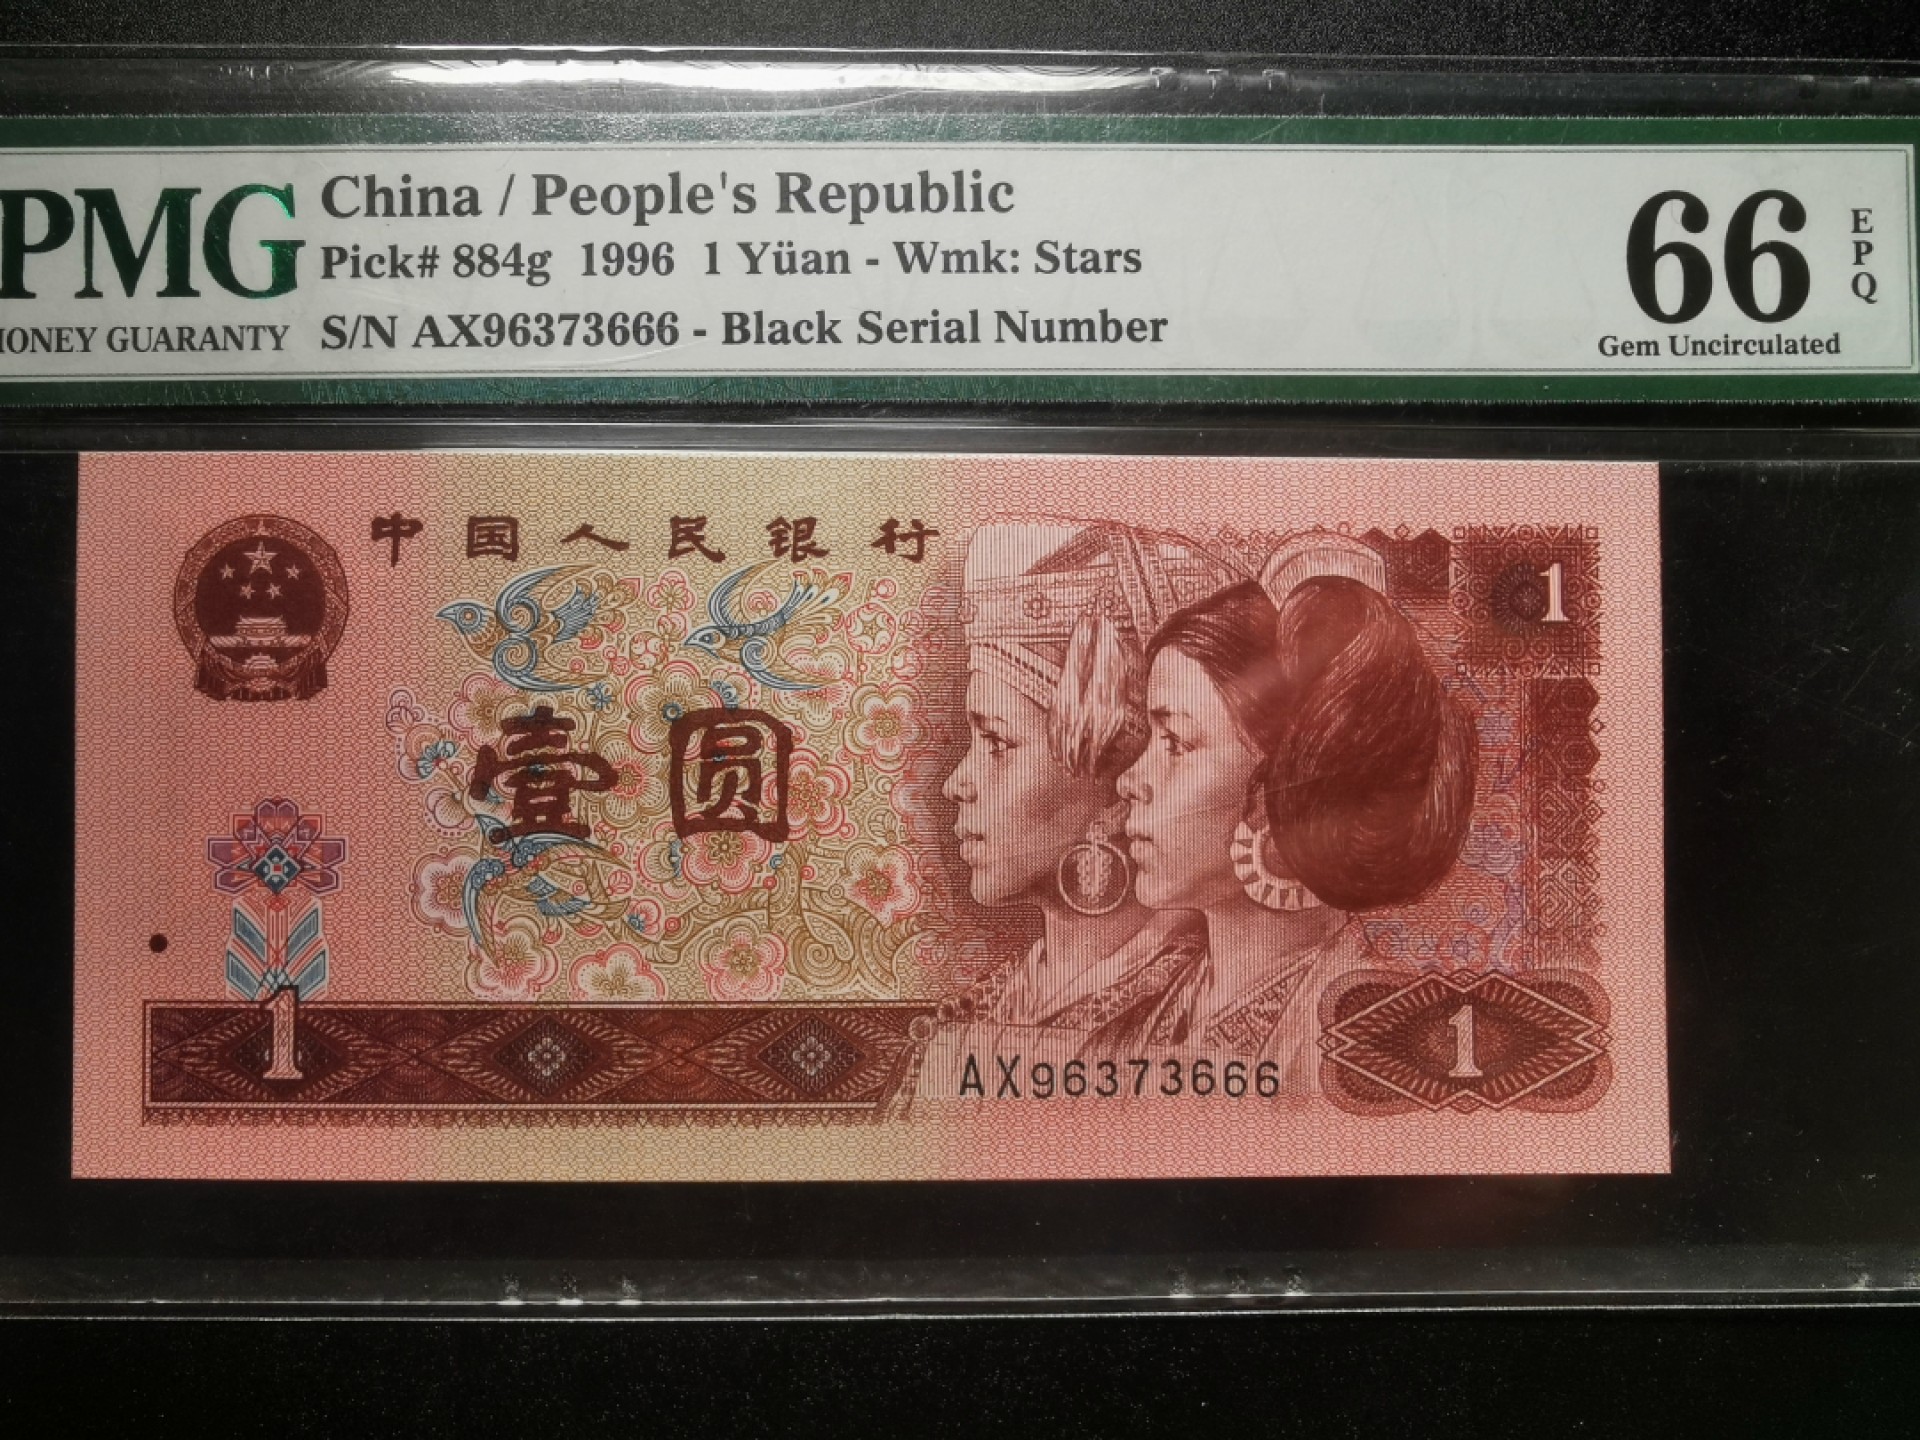 PMG
China / People's Republic
Pick# 884g 1996 1 Yüan - Wmk: Stars
MONEY GUARANTY
S/N AX96373666 - Black Serial Number
66
EPQ
Gem Uncirculated
中国人民银行
1
壹圆
1
AX96373666
1